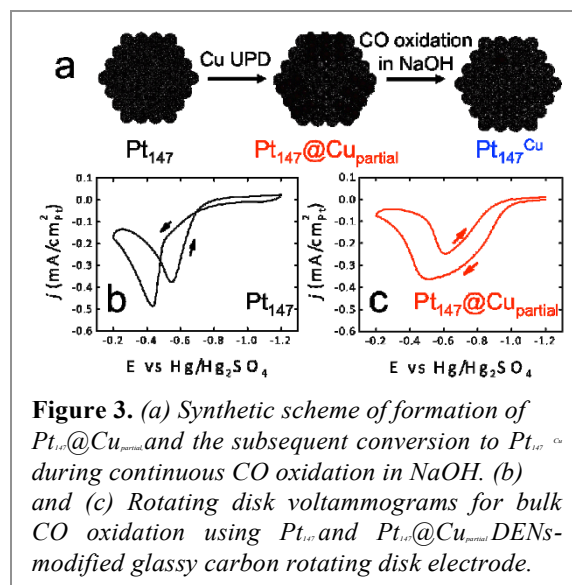 a
Cu UPD
CO oxidation
in NaOH
Pt147
Pt147@Cupartial
Pt147Cu
0.1
0.0
-0.1
-0.2
-0.3
-0.4
-0.5
-0.6
j (mA/cm2Pt)
b
Pt147
-0.2 -0.4 -0.6 -0.8 -1.0 -1.2
E vs Hg/Hg2SO4
0.2
0.1
0.0
-0.1
-0.2
-0.3
-0.4
-0.5
-0.6
j (mA/cm2Pt)
c
Pt147@Cupartial
-0.2 -0.4 -0.6 -0.8 -1.0 -1.2
E vs Hg/Hg2SO4
Figure 3. (a) Synthetic scheme of formation of
Pt147@Cupartial and the subsequent conversion to Pt147 Cu
during continuous CO oxidation in NaOH. (b)
and (c) Rotating disk voltammograms for bulk
CO oxidation using Pt147 and Pt147@Cupartial DENs-
modified glassy carbon rotating disk electrode.